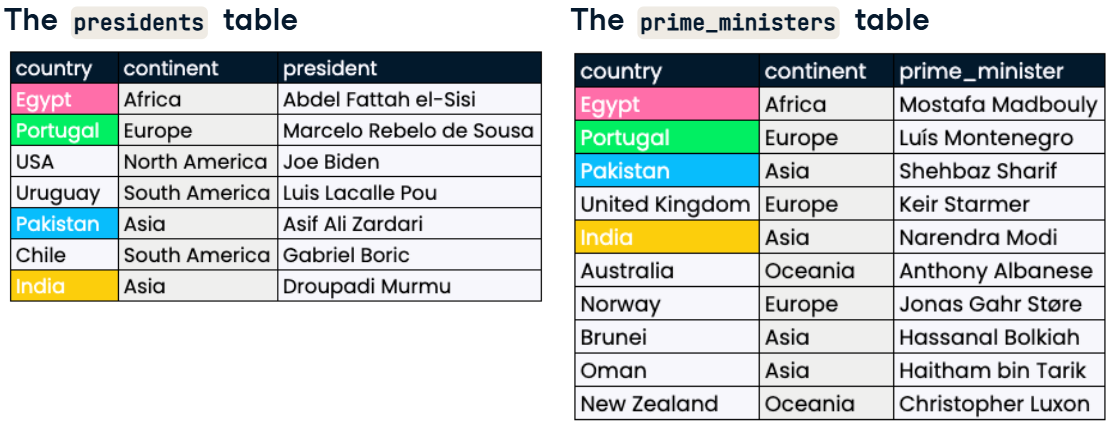 The presidents table
country continent president
Egypt Africa Abdel Fattah el-Sisi
Portugal Europe Marcelo Rebelo de Sousa
USA North America Joe Biden
Uruguay South America Luis Lacalle Pou
Pakistan Asia Asif Ali Zardari
Chile South America Gabriel Boric
India Asia Droupadi Murmu
The prime_ministers table
country continent prime_minister
Egypt Africa Mostafa Madbouly
Portugal Europe Luís Montenegro
Pakistan Asia Shehbaz Sharif
United Kingdom Europe Keir Starmer
India Asia Narendra Modi
Australia Oceania Anthony Albanese
Norway Europe Jonas Gahr Støre
Brunei Asia Hassanal Bolkiah
Oman Asia Haitham bin Tarik
New Zealand Oceania Christopher Luxon